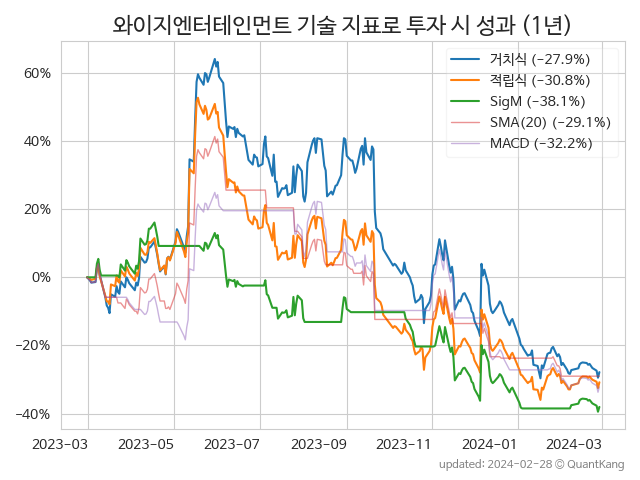 와이지엔터테인먼트 기술 지표로 투자 시 성과 (1년)
거치식 (−27.9%)
적립식 (−30.8%)
SigM (−38.1%)
SMA(20) (−29.1%)
MACD (−32.2%)
60%
40%
20%
0%
−20%
−40%
2023-03 2023-05 2023-07 2023-09 2023-11 2024-01 2024-03
updated: 2024-02-28 © QuantKang